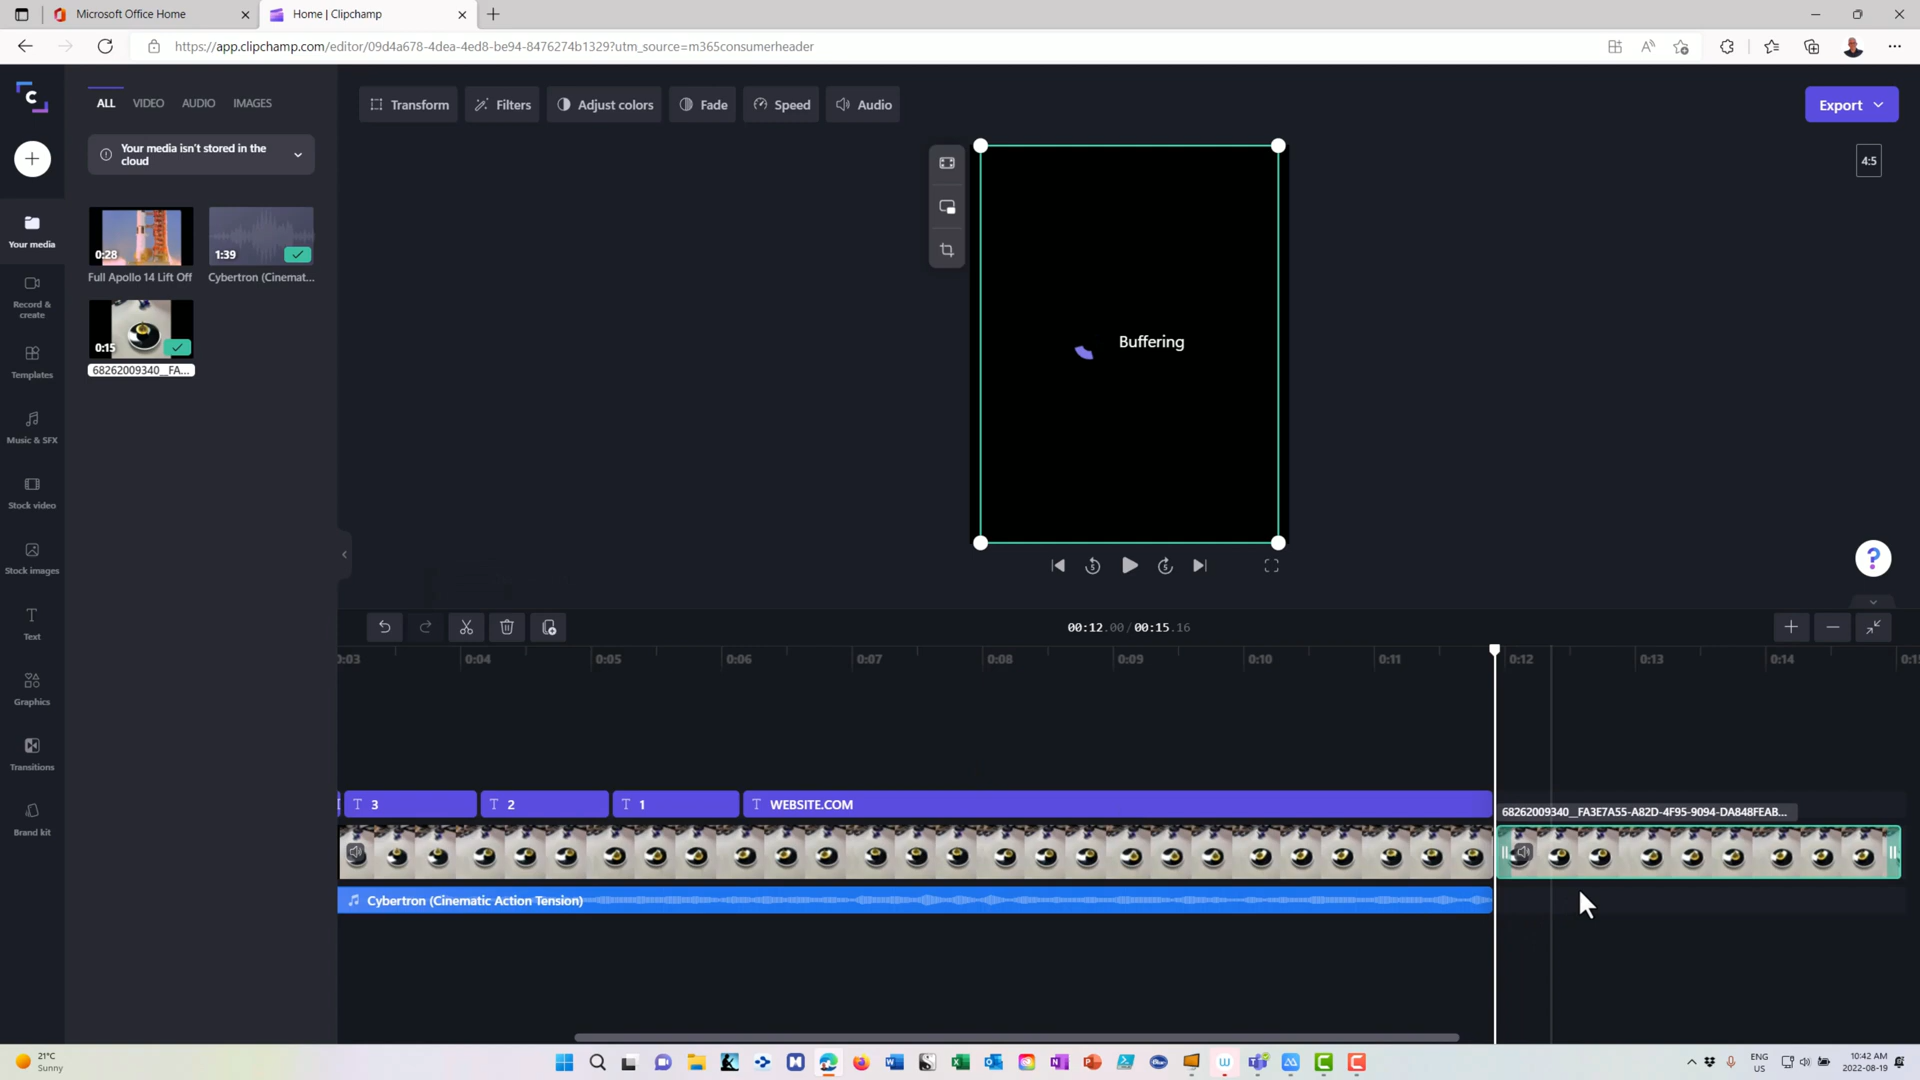 Microsoft Office Home
Home | Clipchamp
https://app.clipchamp.com/editor/09d4a678-4dea-4ed8-be94-8476274b1329?utm_source=m365consumerheader
ALL VIDEO AUDIO IMAGES
Transform Filters Adjust colors Fade Speed Audio
Export
Your media isn't stored in the
cloud
4:5
Your media
Record &
create
Templates
Music & SFX
Stock video
Stock images
Text
Graphics
Transitions
Brand kit
0:28
Full Apollo 14 Lift Off
1:39
Cybertron (Cinemat...
0:15
68262009340__FA...
Buffering
00:12.00 / 00:15.16
0:03 0:04 0:05 0:06 0:07 0:08 0:09 0:10 0:11 0:12 0:13 0:14 0:15
T 3
T 2
T 1
T WEBSITE.COM
68262009340__FA3E7A55-A82D-4F95-9094-DA848FEAB...
Cybertron (Cinematic Action Tension)
21°C
Sunny
ENG
US
10:42 AM
2022-08-19